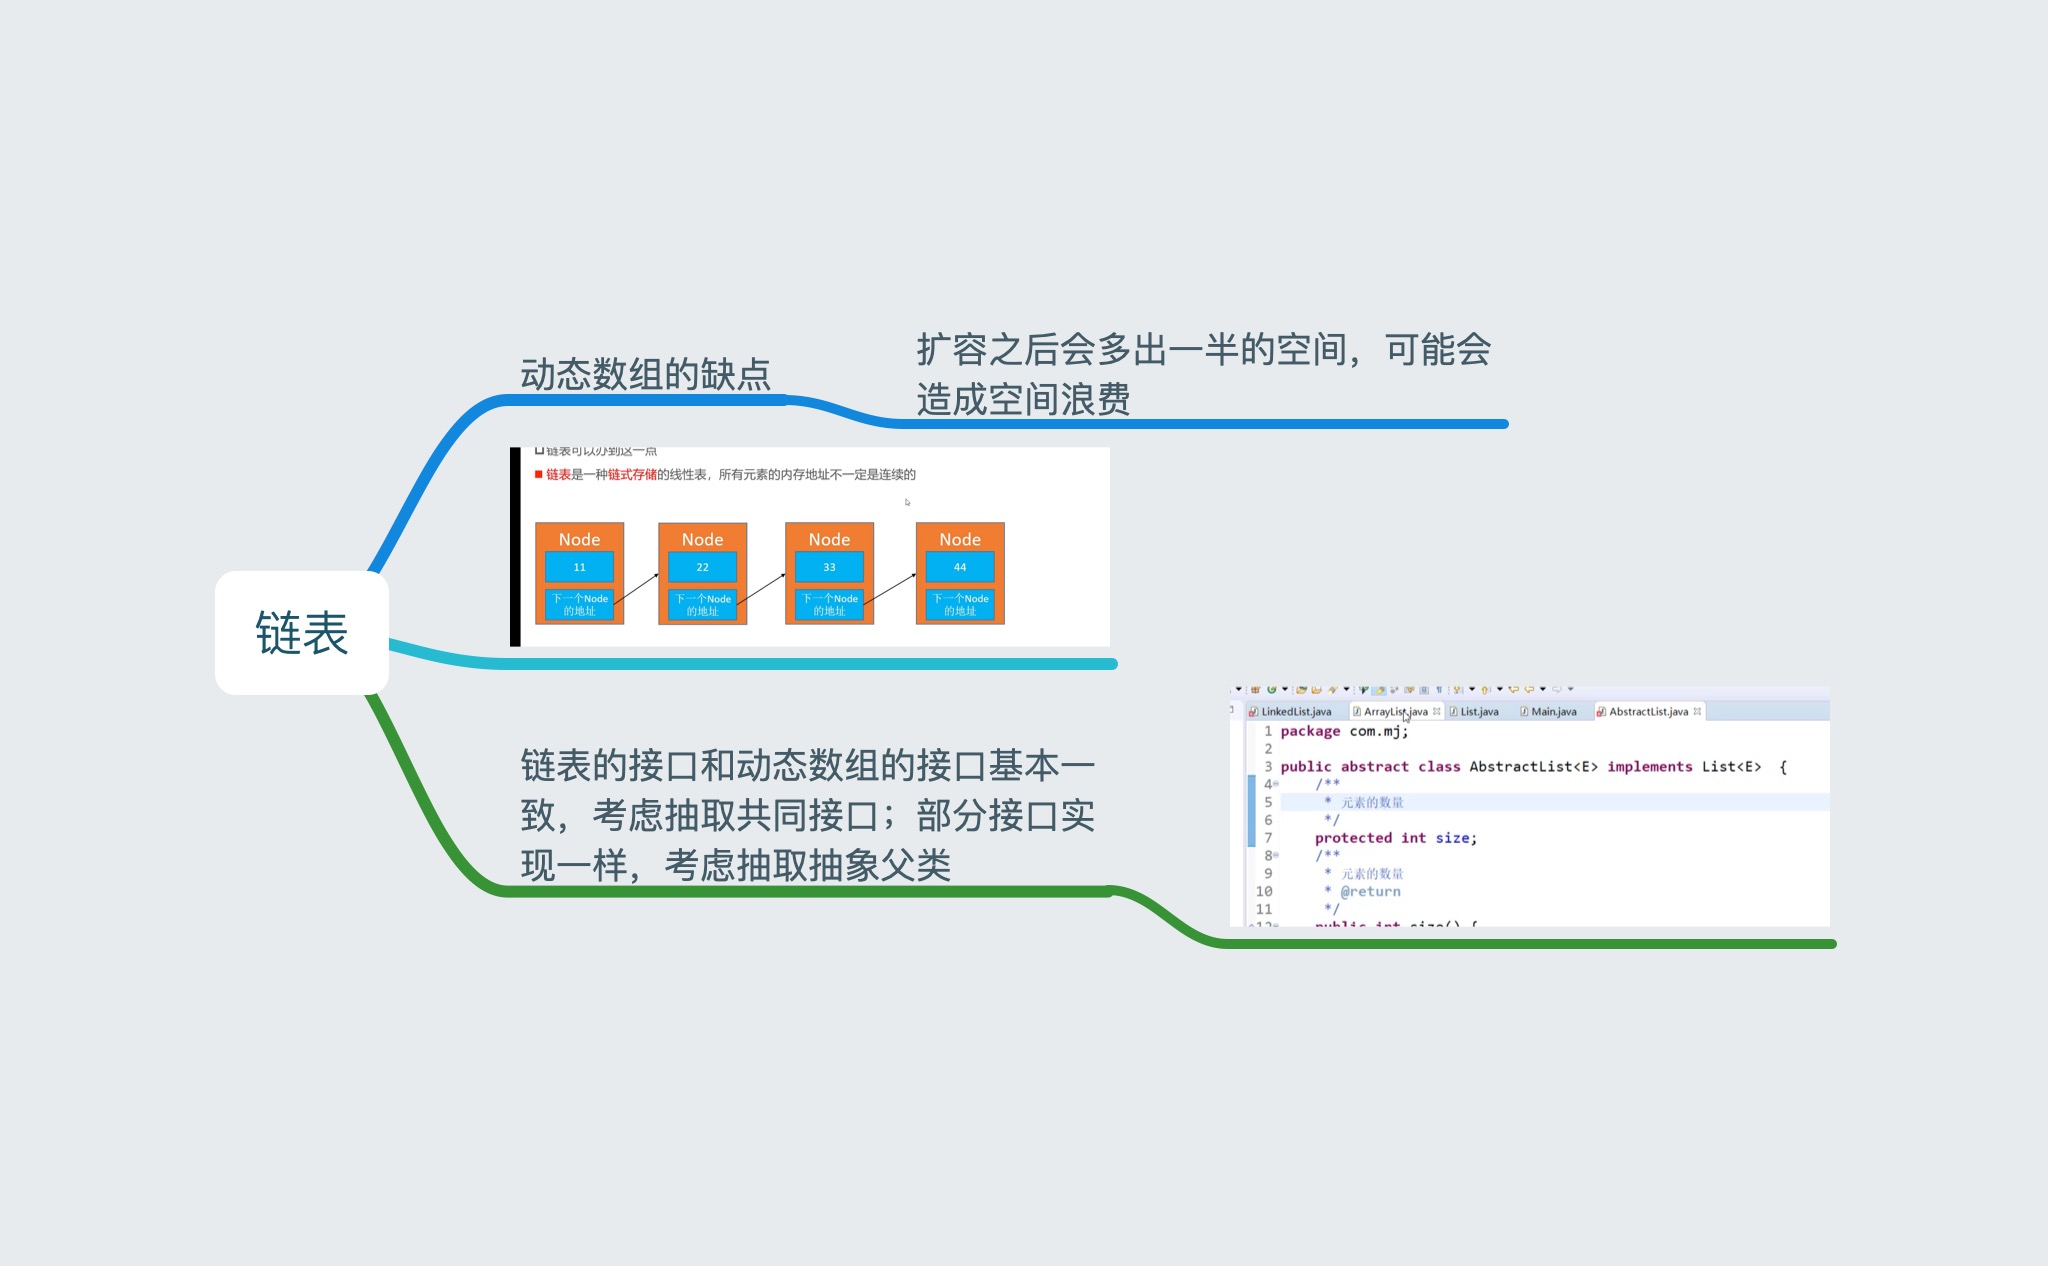 链表
动态数组的缺点
扩容之后会多出一半的空间，可能会
造成空间浪费
链表可以办到这一点
链表是一种链式存储的线性表，所有元素的内存地址不一定是连续的
Node
11
下一个Node
的地址
Node
22
下一个Node
的地址
Node
33
下一个Node
的地址
Node
44
下一个Node
的地址
链表的接口和动态数组的接口基本一
致，考虑抽取共同接口；部分接口实
现一样，考虑抽取抽象父类
LinkedList.java ArrayList.java List.java Main.java AbstractList.java
1 package com.mj;
2
3 public abstract class AbstractList<E> implements List<E> {
4 /**
5 * 元素的数量
6 */
7 protected int size;
8 /**
9 * 元素的数量
10 * @return
11 */
12 public int size() {